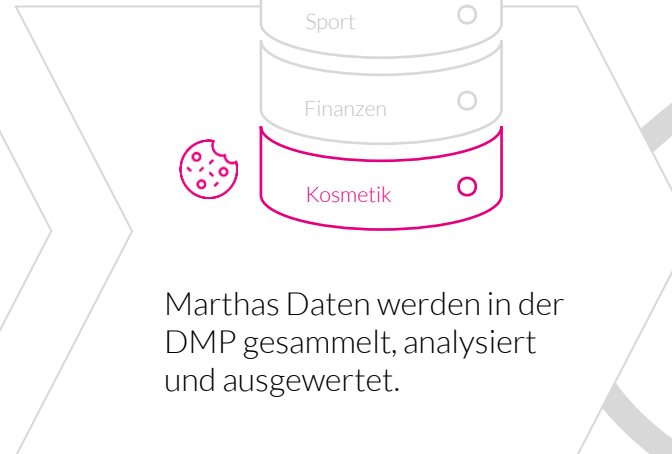 Sport
Finanzen
Kosmetik
Marthas Daten werden in der
DMP gesammelt, analysiert
und ausgewertet.